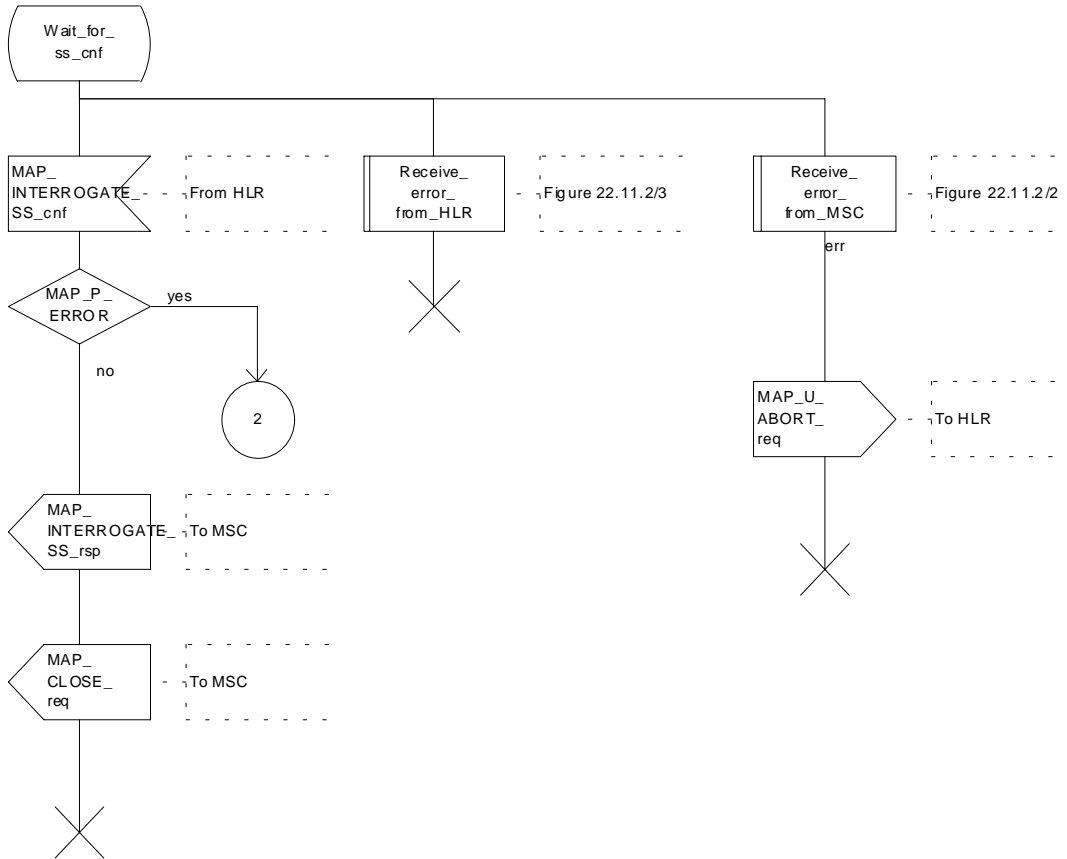 Wait_for_
ss_cnf
MAP_
INTERROGATE_
SS_cnf
From HLR
Receive_
error_
from_HLR
Figure 22.11.2/3
Receive_
error_
from_MSC
Figure 22.11.2/2
err
MAP_P_
ERROR
yes
no
2
MAP_U_
ABORT_
req
To HLR
MAP_
INTERROGATE_
SS_rsp
To MSC
MAP_
CLOSE_
req
To MSC